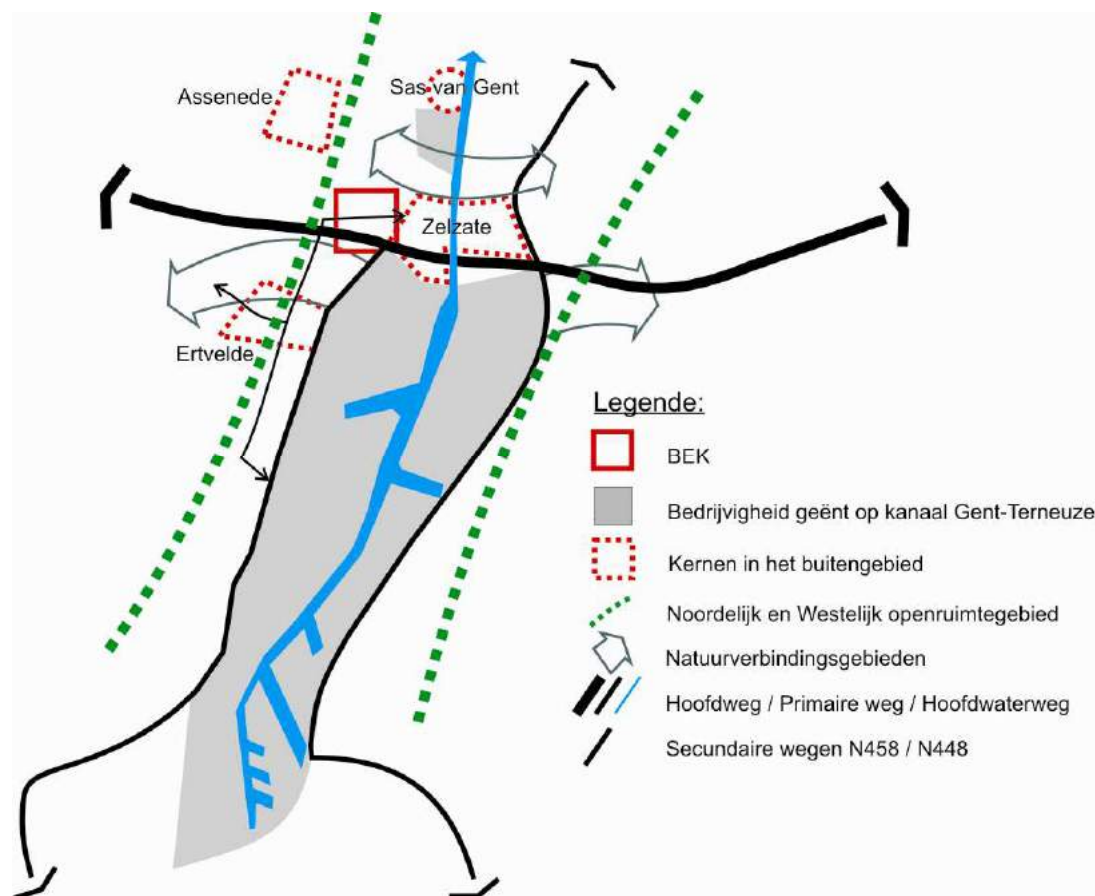 Assenede
Sas van Gent
Zelzate
Ertvelde
Legende:
BEK
Bedrijvigheid geënt op kanaal Gent-Terneuze
Kernen in het buitengebied
Noordelijk en Westelijk openruimtegebied
Natuurverbindingsgebieden
Hoofdweg / Primaire weg / Hoofdwaterweg
Secundaire wegen N458 / N448